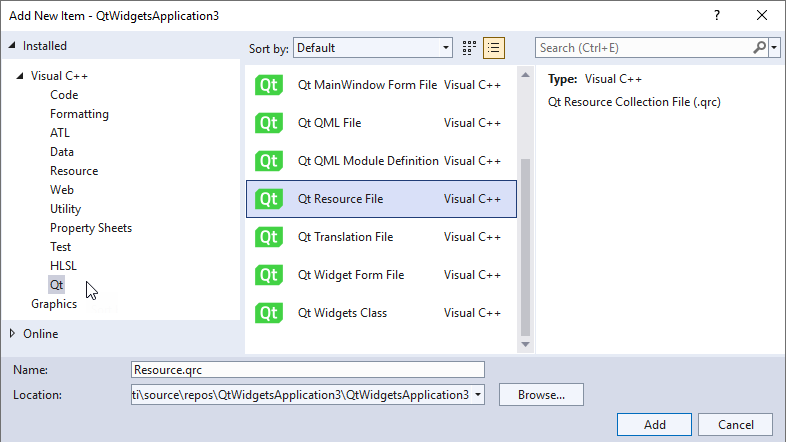 Add New Item - QtWidgetsApplication3
?
Installed
Sort by: Default
Search (Ctrl+E)
Visual C++
Code
Formatting
ATL
Data
Resource
Web
Utility
Property Sheets
Test
HLSL
Qt
Graphics
Online
Qt Qt MainWindow Form File Visual C++
Qt Qt QML File Visual C++
Qt Qt QML Module Definition Visual C++
Qt Qt Resource File Visual C++
Qt Qt Translation File Visual C++
Qt Qt Widget Form File Visual C++
Qt Qt Widgets Class Visual C++
Type: Visual C++
Qt Resource Collection File (.qrc)
Name: Resource.qrc
Location: ti\source\repos\QtWidgetsApplication3\QtWidgetsApplication3 Browse...
Add Cancel